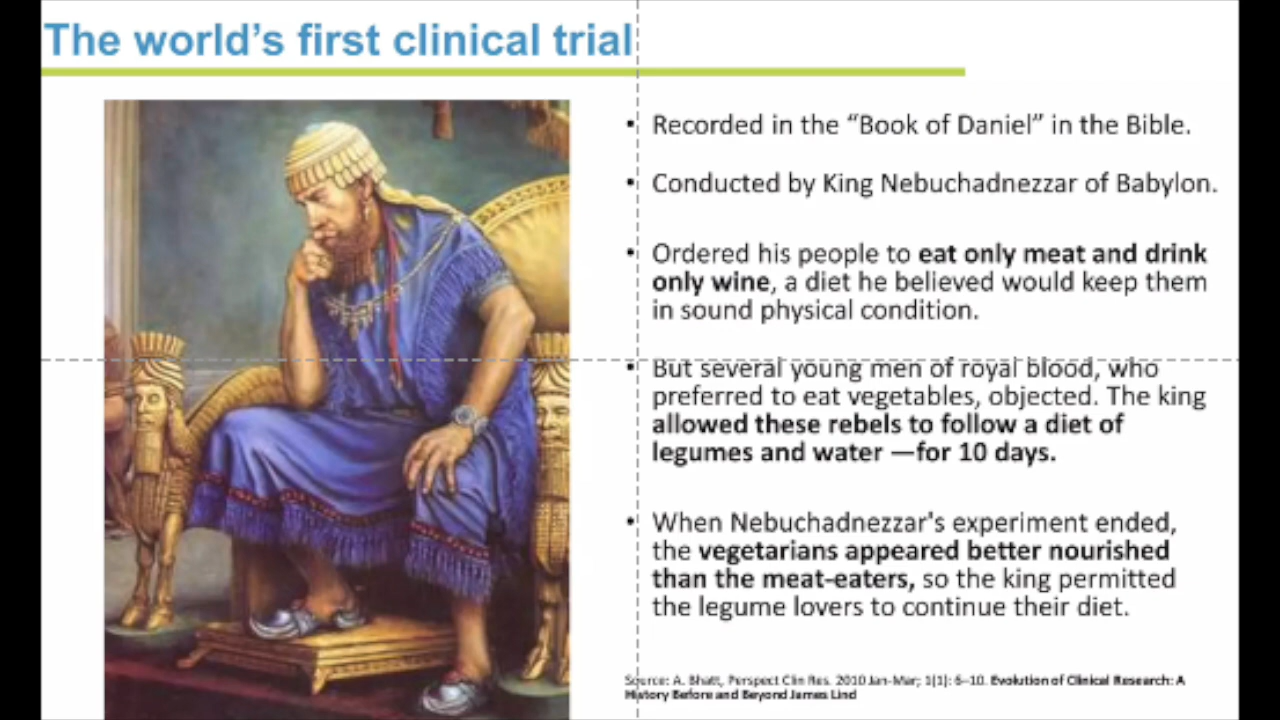 The world’s first clinical trial
• Recorded in the “Book of Daniel” in the Bible.
• Conducted by King Nebuchadnezzar of Babylon.
• Ordered his people to eat only meat and drink
only wine, a diet he believed would keep them
in sound physical condition.
• But several young men of royal blood, who
preferred to eat vegetables, objected. The king
allowed these rebels to follow a diet of
legumes and water —for 10 days.
• When Nebuchadnezzar's experiment ended,
the vegetarians appeared better nourished
than the meat-eaters, so the king permitted
the legume lovers to continue their diet.
Source: A. Bhatt, Perspect Clin Res. 2010 Jan-Mar; 1(1): 6–10. Evolution of Clinical Research: A
History Before and Beyond James Lind